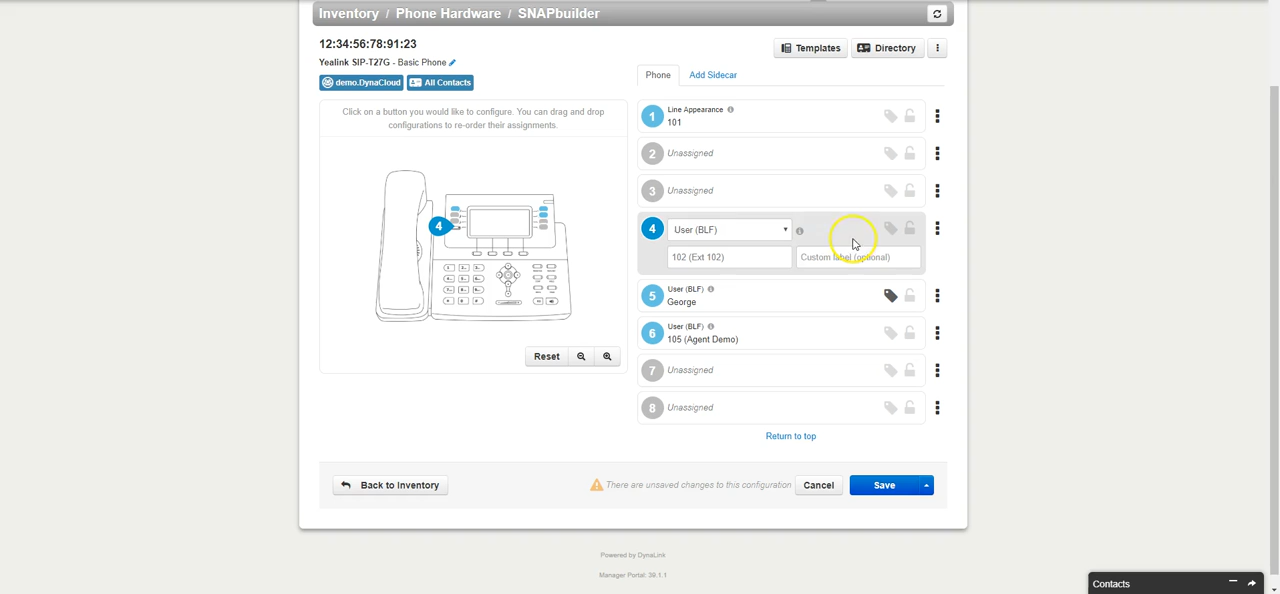 Inventory / Phone Hardware / SNAPbuilder
12:34:56:78:91:23
Templates
Directory
Yealink SIP-T27G - Basic Phone
Phone
Add Sidecar
demo.DynaCloud
All Contacts
Click on a button you would like to configure. You can drag and drop
configurations to re-order their assignments.
4
Reset
1
Line Appearance
101
2
Unassigned
3
Unassigned
4
User (BLF)
102 (Ext 102)
Custom label (optional)
5
User (BLF)
George
6
User (BLF)
105 (Agent Demo)
7
Unassigned
8
Unassigned
Return to top
Back to Inventory
There are unsaved changes to this configuration
Cancel
Save
Powered by DynaLink
Manager Portal: 39.1.1
Contacts